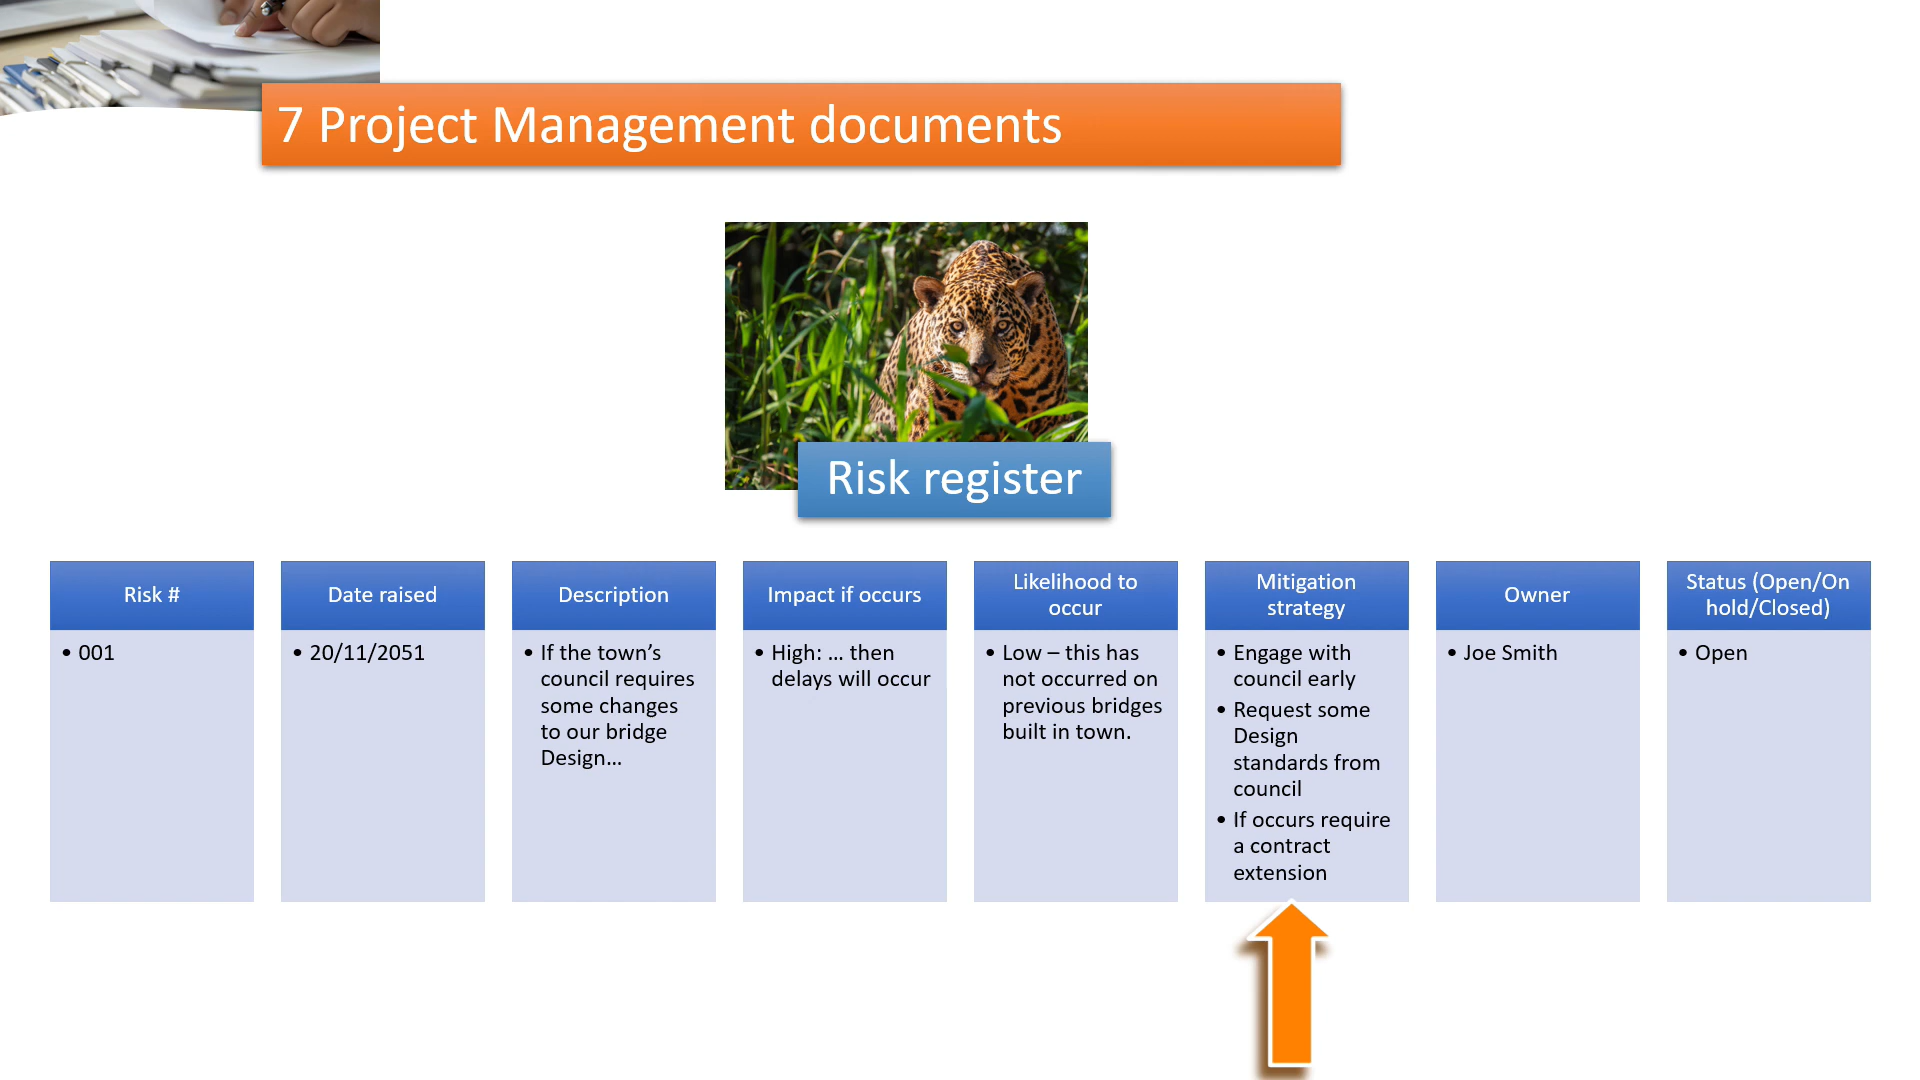 7 Project Management documents
Risk register
Risk #
• 001
Date raised
• 20/11/2051
Description
• If the town’s
council requires
some changes
to our bridge
Design...
Impact if occurs
• High: ... then
delays will occur
Likelihood to
occur
• Low – this has
not occurred on
previous bridges
built in town.
Mitigation
strategy
• Engage with
council early
• Request some
Design
standards from
council
• If occurs require
a contract
extension
Owner
• Joe Smith
Status (Open/On
hold/Closed)
• Open